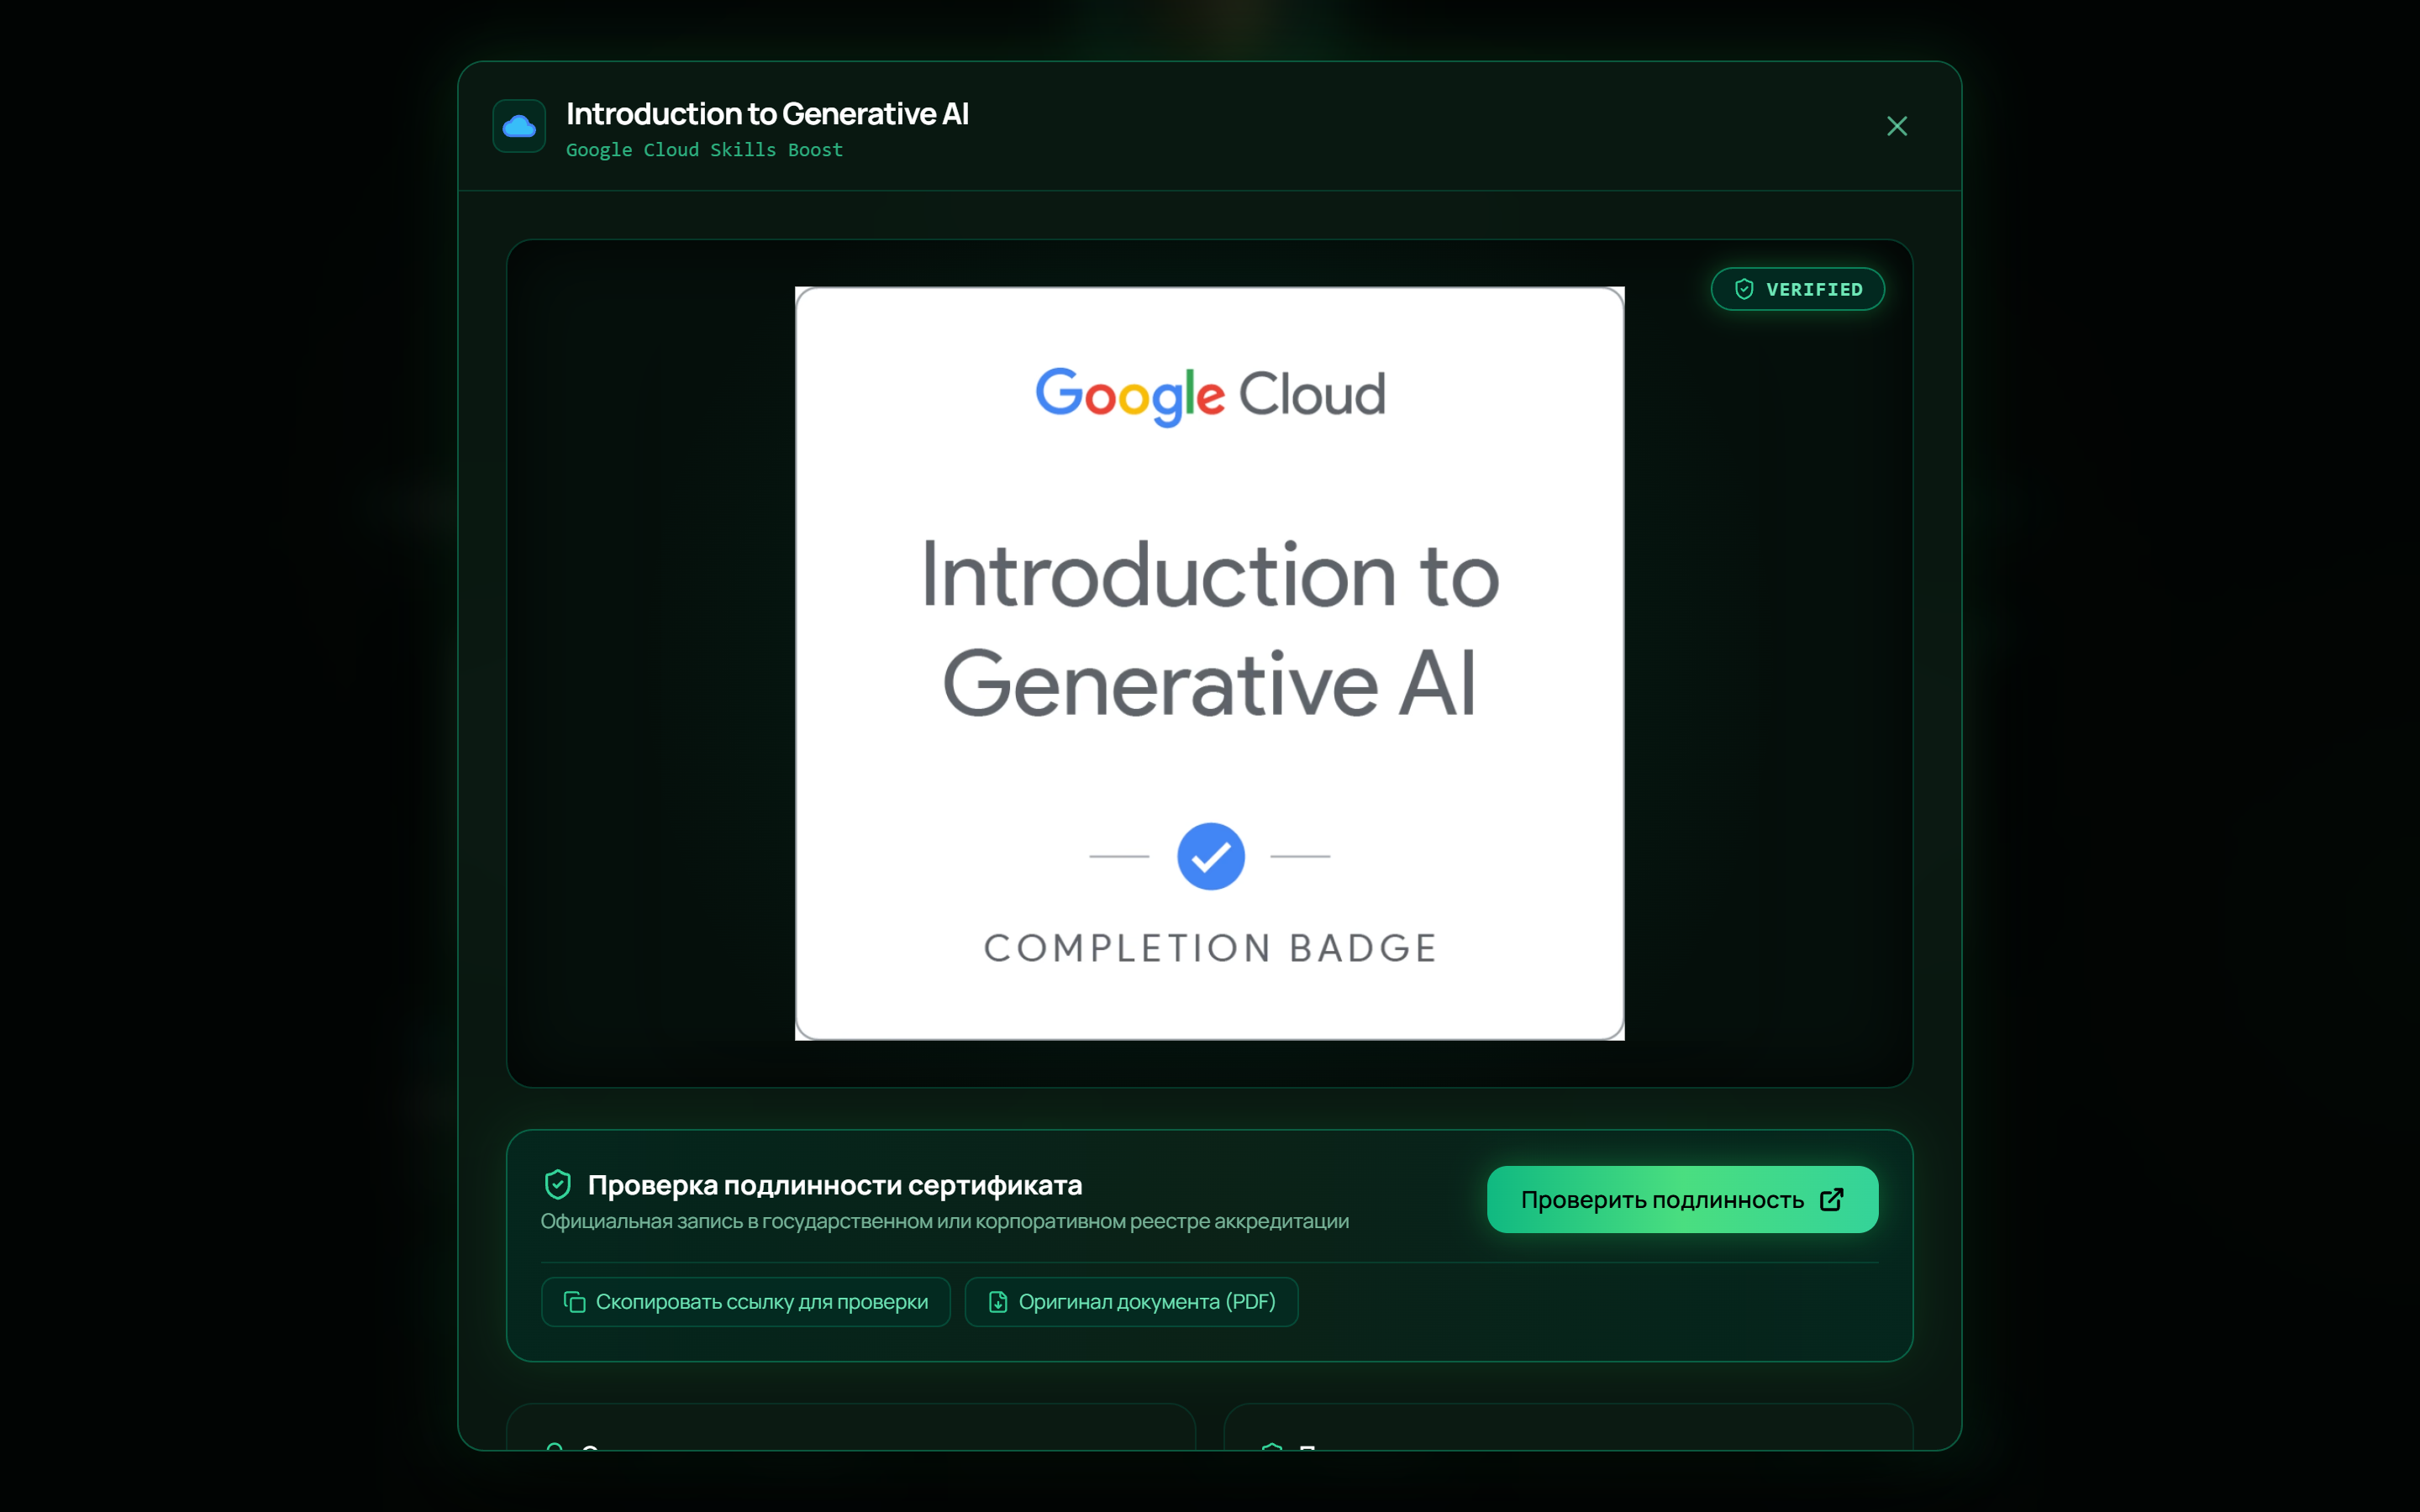 Introduction to Generative AI
Google Cloud Skills Boost
VERIFIED
Google Cloud
Introduction to
Generative AI
COMPLETION BADGE
Проверка подлинности сертификата
Официальная запись в государственном или корпоративном реестре аккредитации
Проверить подлинность
Скопировать ссылку для проверки
Оригинал документа (PDF)